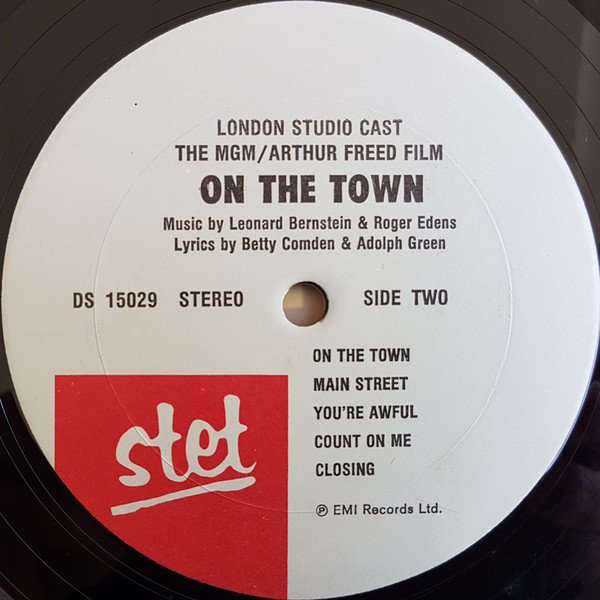 LONDON STUDIO CAST
THE MGM/ARTHUR FREED FILM
ON THE TOWN
Music by Leonard Bernstein & Roger Edens
Lyrics by Betty Comden & Adolph Green
DS 15029 STEREO SIDE TWO
ON THE TOWN
MAIN STREET
YOU'RE AWFUL
COUNT ON ME
CLOSING
stet
℗ EMI Records Ltd.